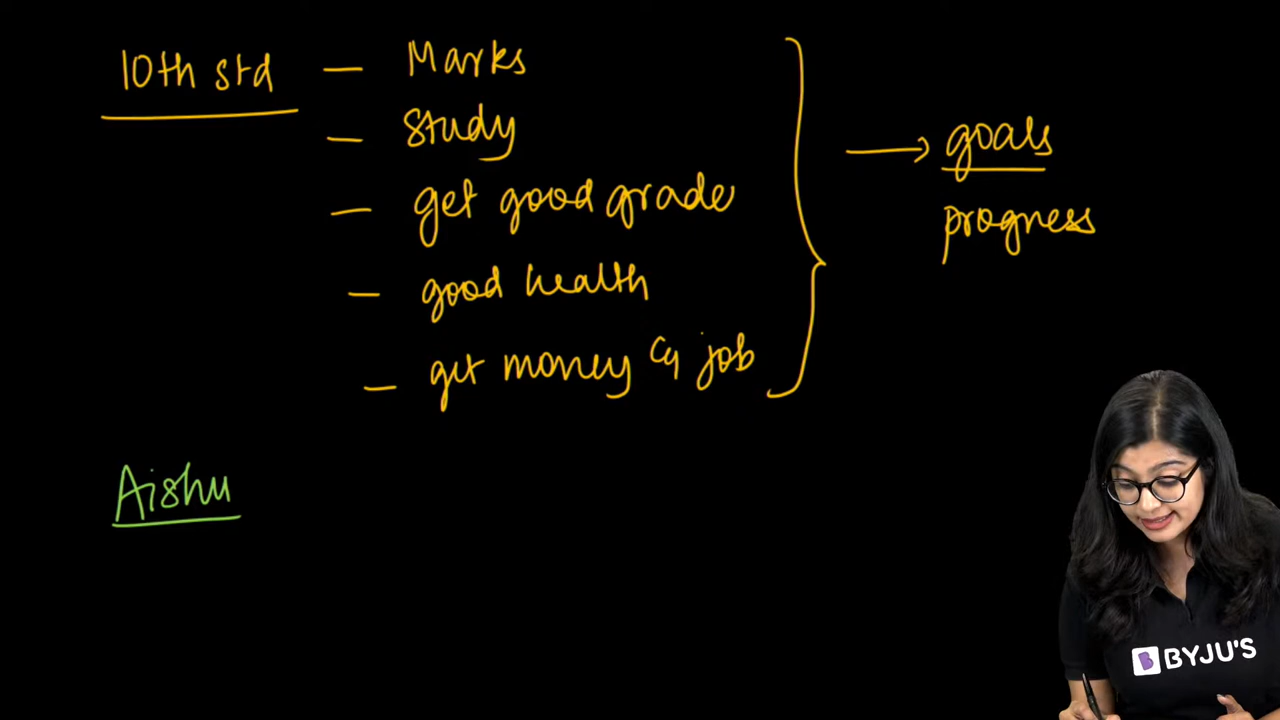 10th std — Marks
— Study
— get good grade
— good health
— get money & job
→ goals
progress
Aishu
BYJU'S